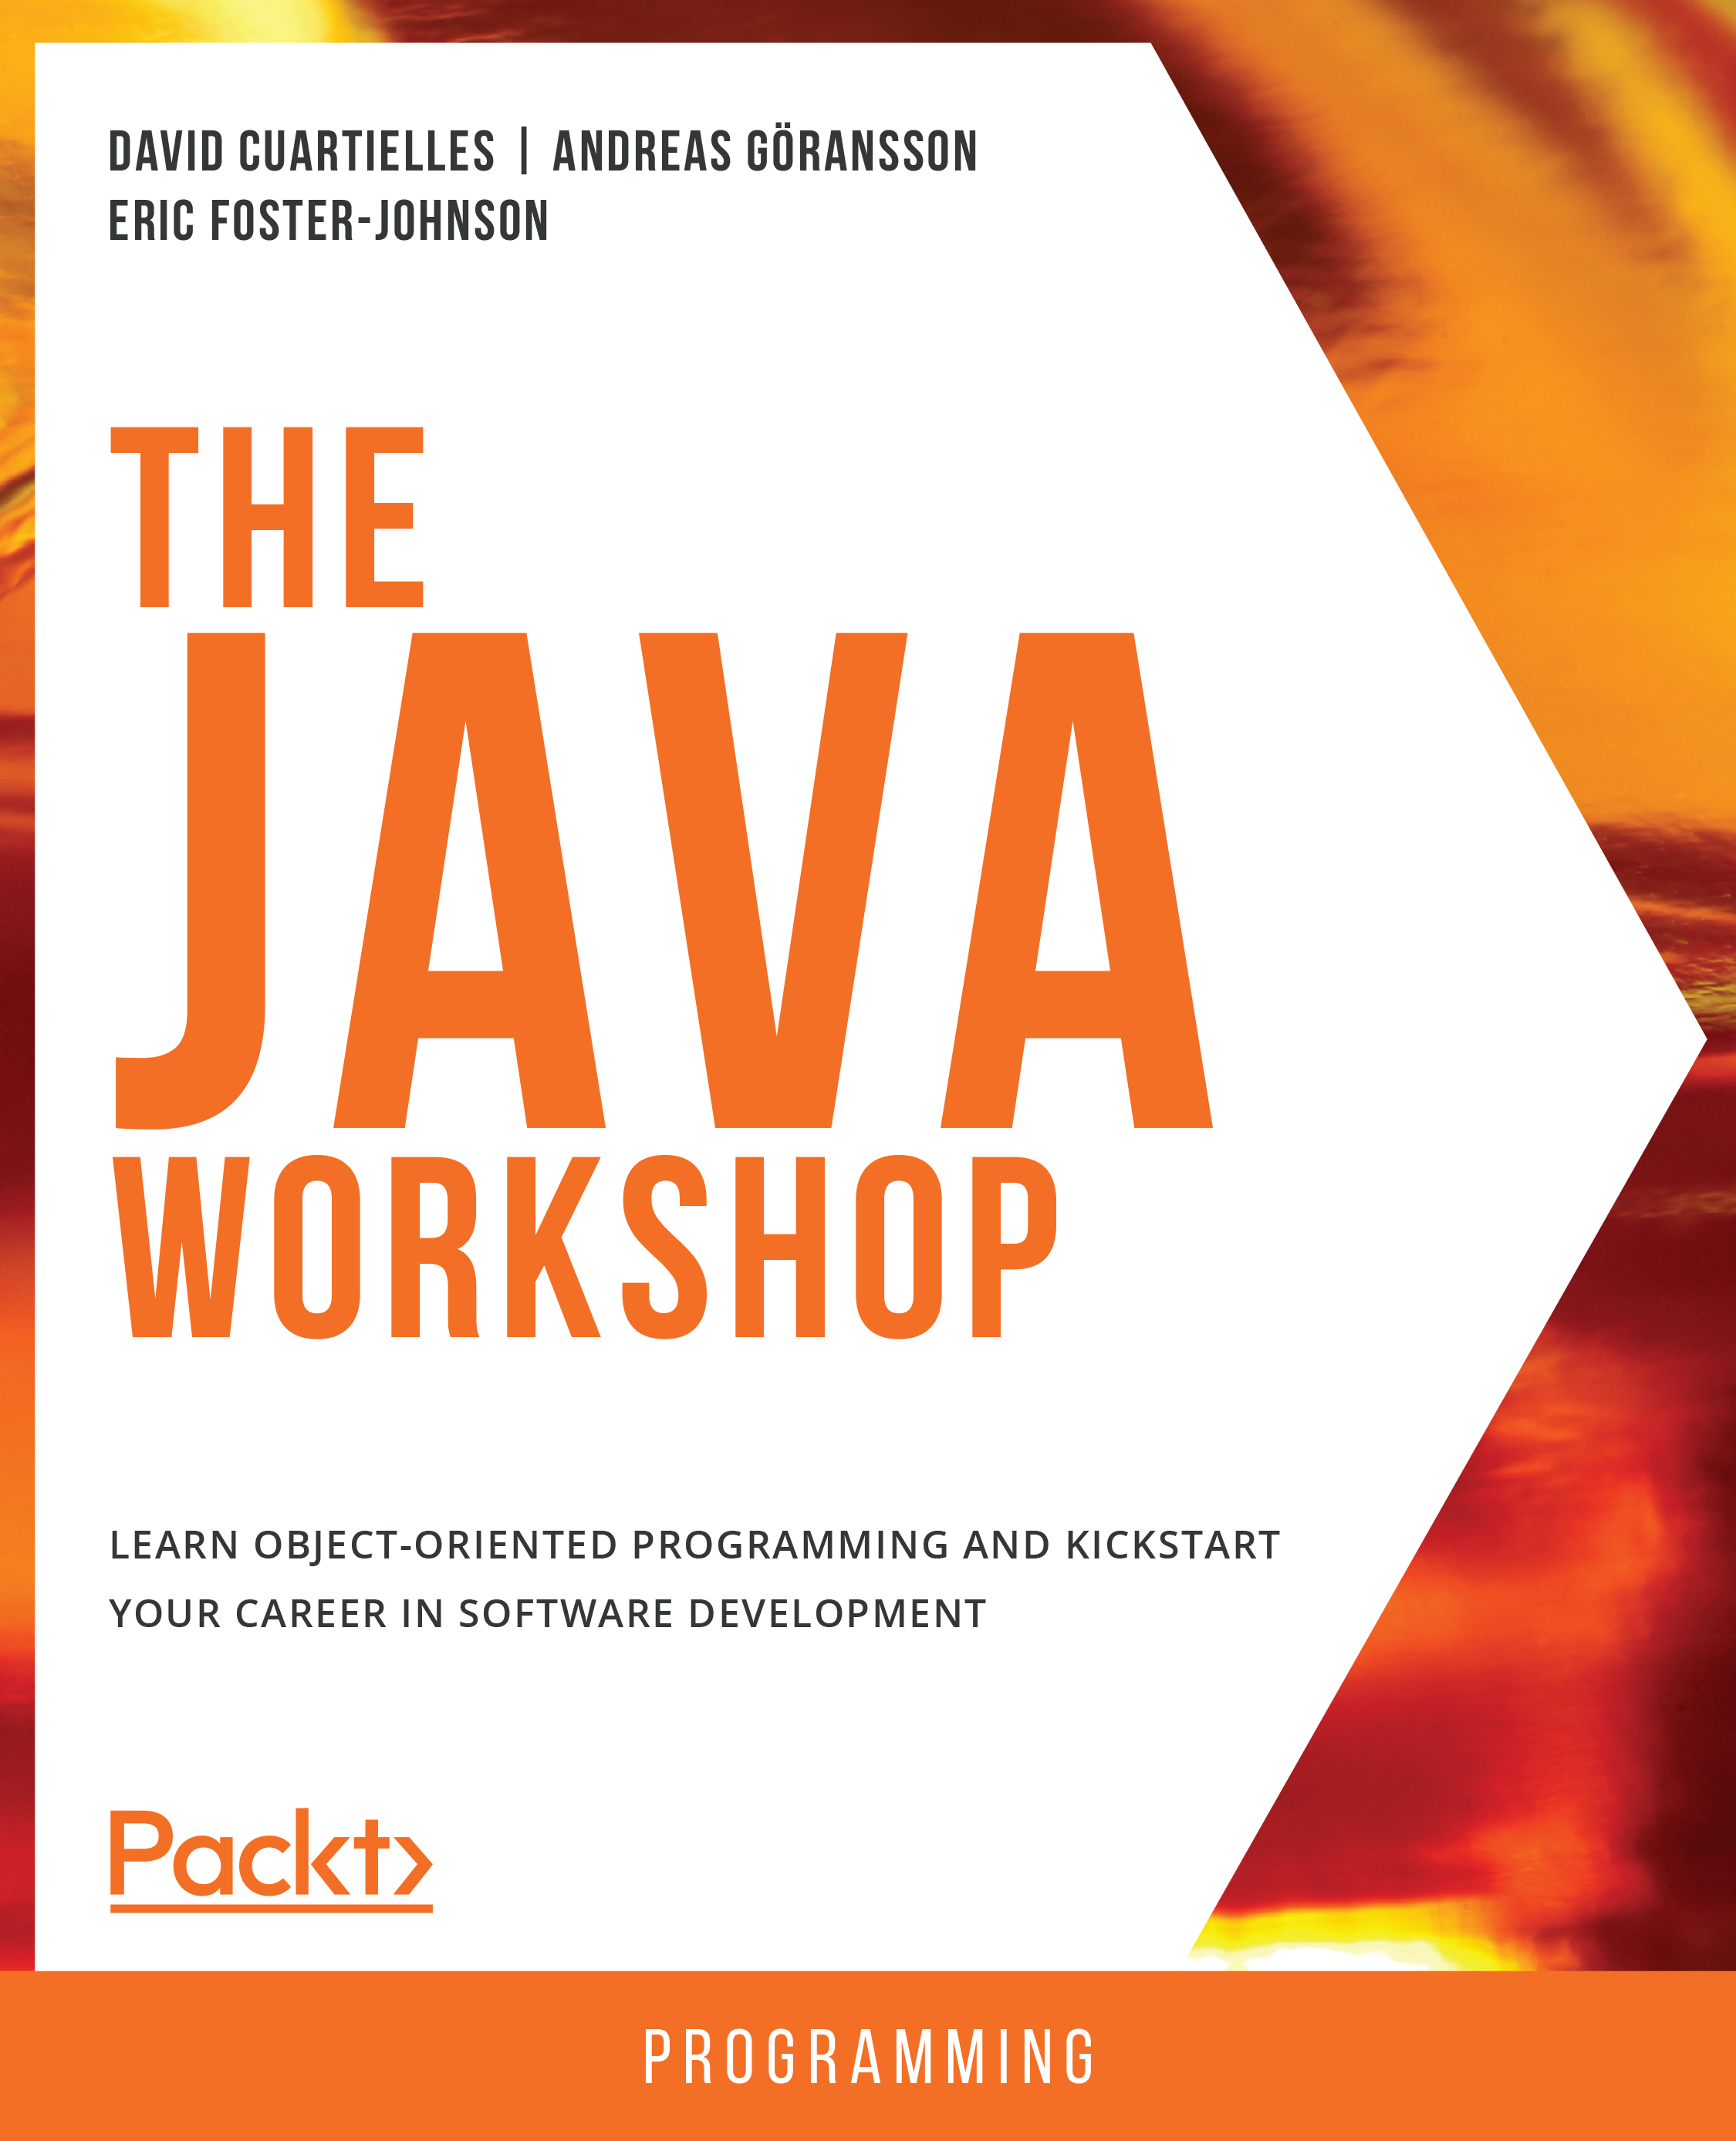 DAVID CUARTIELLES | ANDREAS GÖRANSSON
ERIC FOSTER-JOHNSON
THE
JAVA
WORKSHOP
LEARN OBJECT-ORIENTED PROGRAMMING AND KICKSTART
YOUR CAREER IN SOFTWARE DEVELOPMENT
Packt>
PROGRAMMING